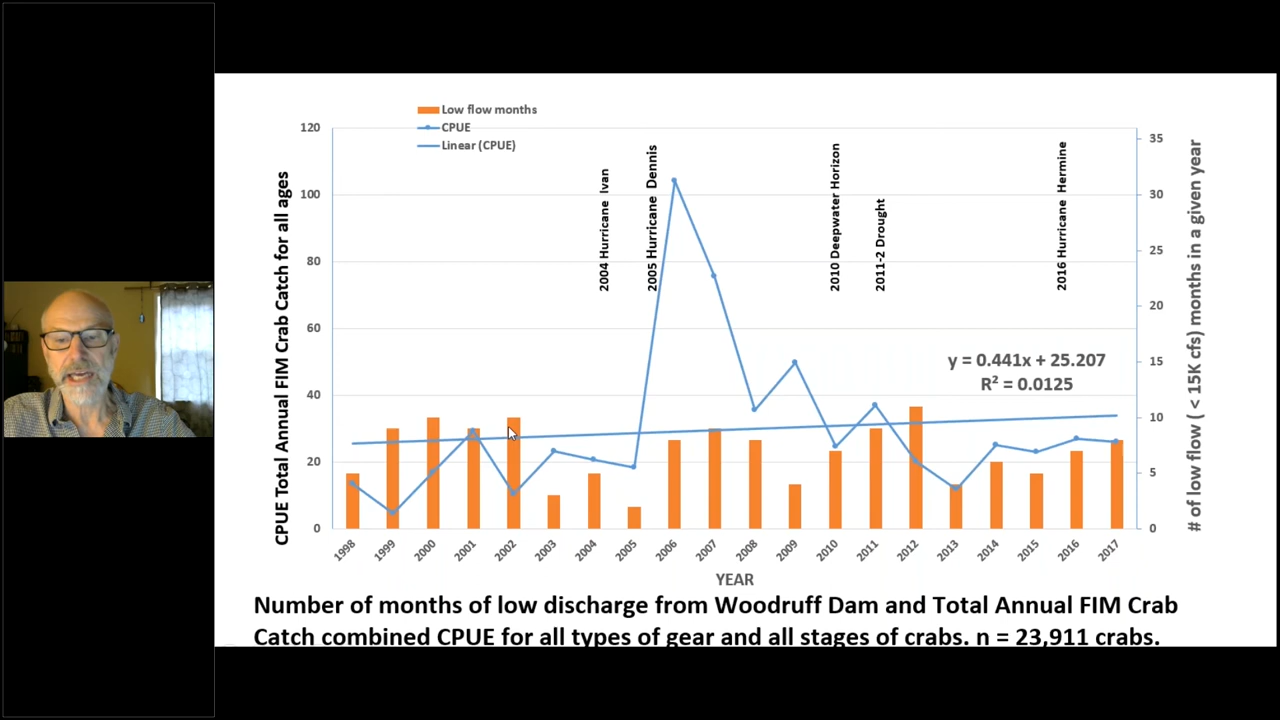 Low flow months
CPUE
Linear (CPUE)
CPUE Total Annual FIM Crab Catch for all ages
120
100
80
60
40
20
0
2004 Hurricane Ivan
2005 Hurricane Dennis
2010 Deepwater Horizon
2011-2 Drought
2016 Hurricane Hermine
y = 0.441x + 25.207
R² = 0.0125
35
30
25
20
15
10
5
0
# of low flow ( < 15K cfs) months in a given year
1998
1999
2000
2001
2002
2003
2004
2005
2006
2007
2008
2009
2010
2011
2012
2013
2014
2015
2016
2017
YEAR
Number of months of low discharge from Woodruff Dam and Total Annual FIM Crab
Catch combined CPUE for all types of gear and all stages of crabs. n = 23,911 crabs.